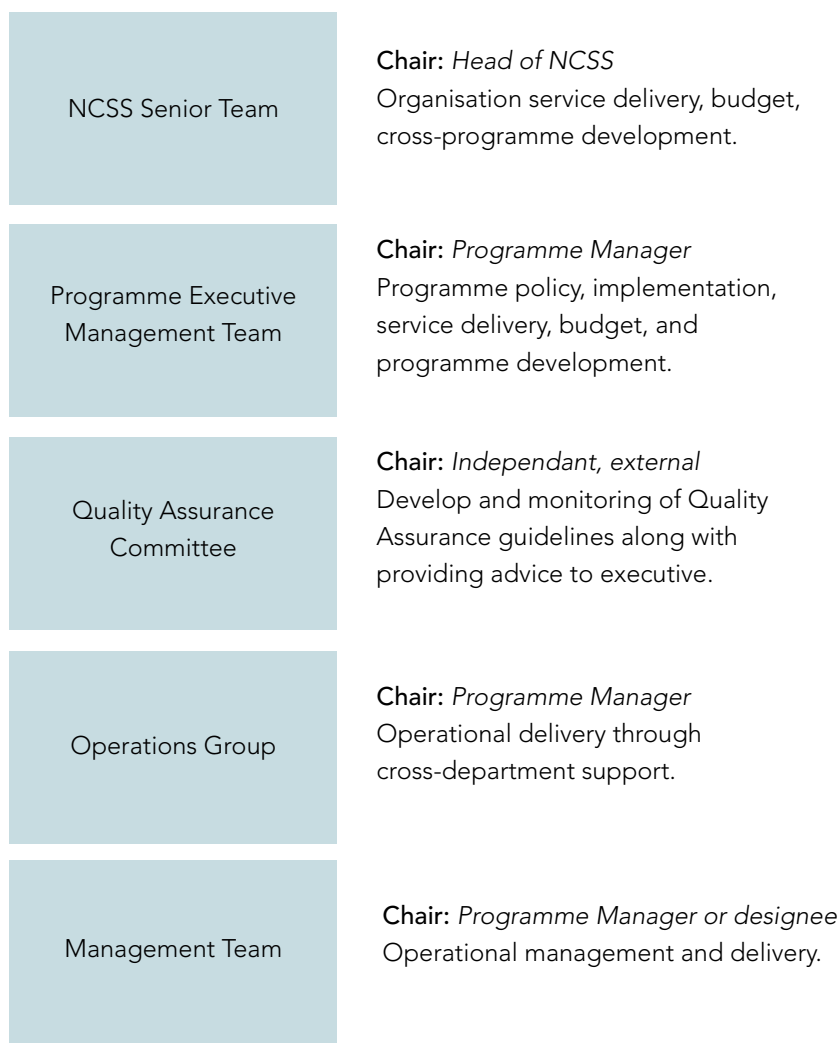 NCSS Senior Team
Chair: Head of NCSS
Organisation service delivery, budget,
cross-programme development.
Programme Executive
Management Team
Chair: Programme Manager
Programme policy, implementation,
service delivery, budget, and
programme development.
Quality Assurance
Committee
Chair: Independant, external
Develop and monitoring of Quality
Assurance guidelines along with
providing advice to executive.
Operations Group
Chair: Programme Manager
Operational delivery through
cross-department support.
Management Team
Chair: Programme Manager or designee
Operational management and delivery.